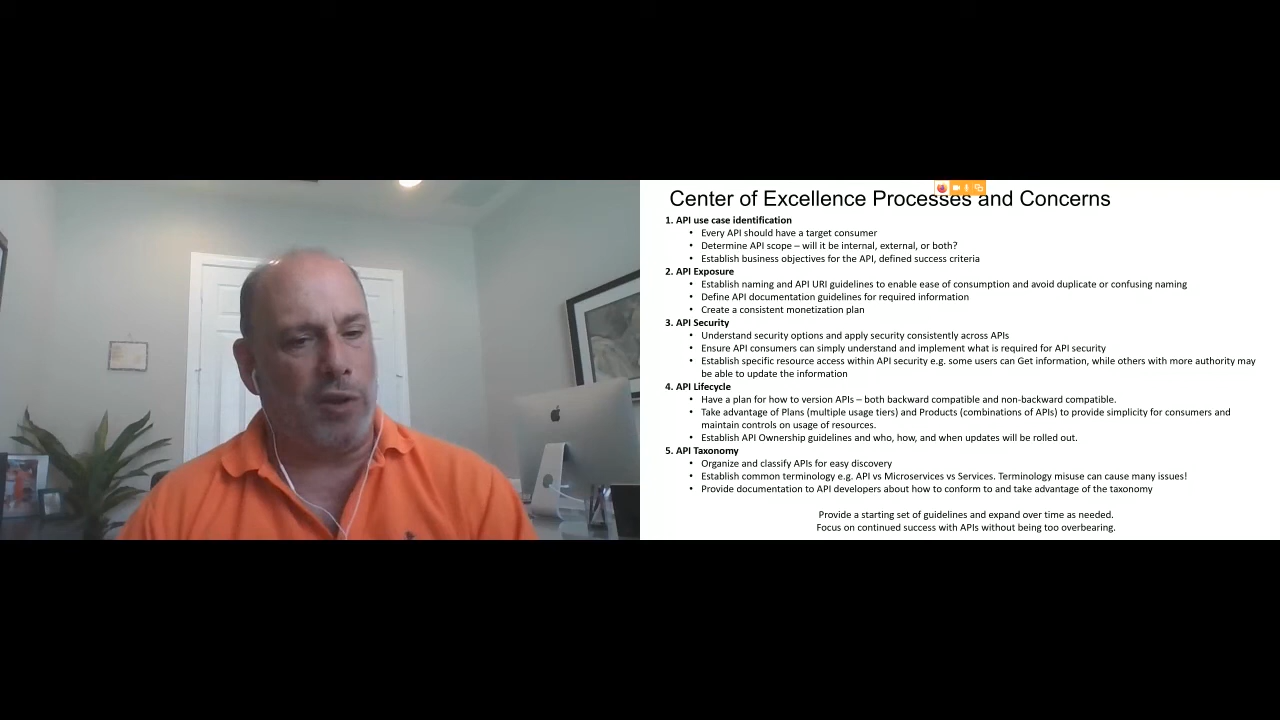 Center of Excellence Processes and Concerns
1. API use case identification
• Every API should have a target consumer
• Determine API scope – will it be internal, external, or both?
• Establish business objectives for the API, defined success criteria
2. API Exposure
• Establish naming and API URI guidelines to enable ease of consumption and avoid duplicate or confusing naming
• Define API documentation guidelines for required information
• Create a consistent monetization plan
3. API Security
• Understand security options and apply security consistently across APIs
• Ensure API consumers can simply understand and implement what is required for API security
• Establish specific resource access within API security e.g. some users can Get information, while others with more authority may
be able to update the information
4. API Lifecycle
• Have a plan for how to version APIs – both backward compatible and non-backward compatible.
• Take advantage of Plans (multiple usage tiers) and Products (combinations of APIs) to provide simplicity for consumers and
maintain controls on usage of resources.
• Establish API Ownership guidelines and who, how, and when updates will be rolled out.
5. API Taxonomy
• Organize and classify APIs for easy discovery
• Establish common terminology e.g. API vs Microservices vs Services. Terminology misuse can cause many issues!
• Provide documentation to API developers about how to conform to and take advantage of the taxonomy
Provide a starting set of guidelines and expand over time as needed.
Focus on continued success with APIs without being too overbearing.